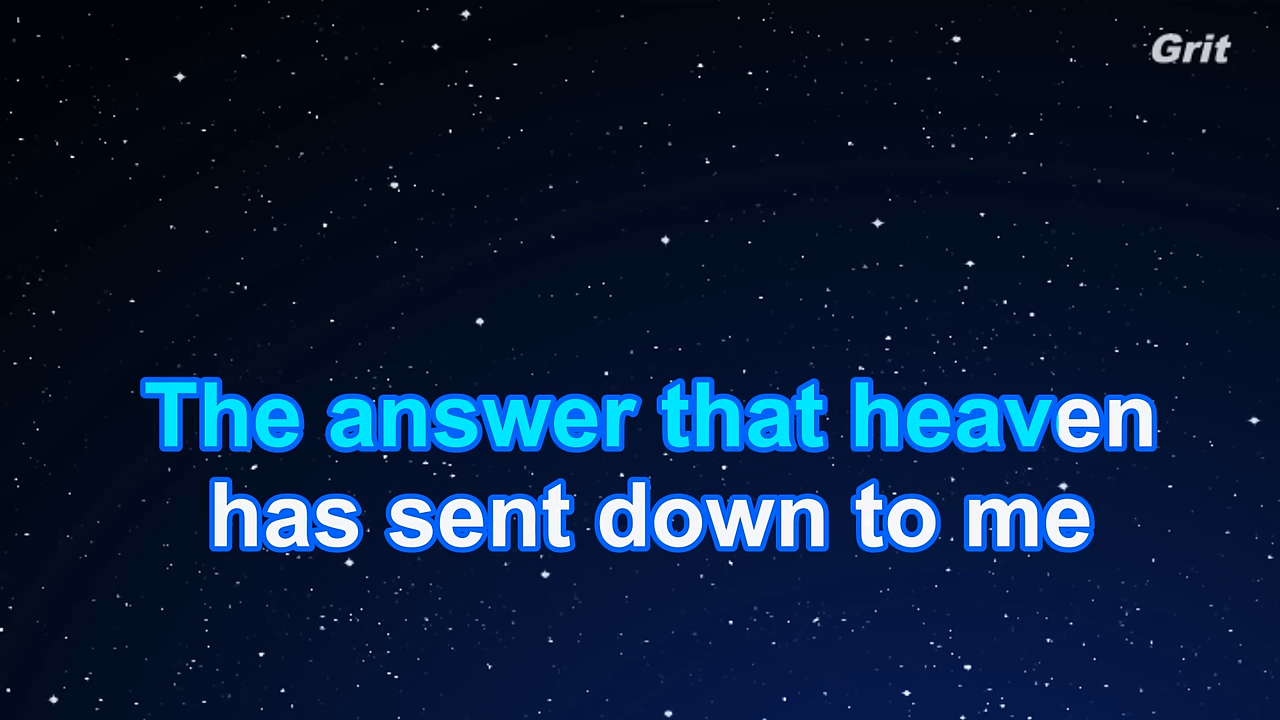 Grit
The answer that heaven
has sent down to me